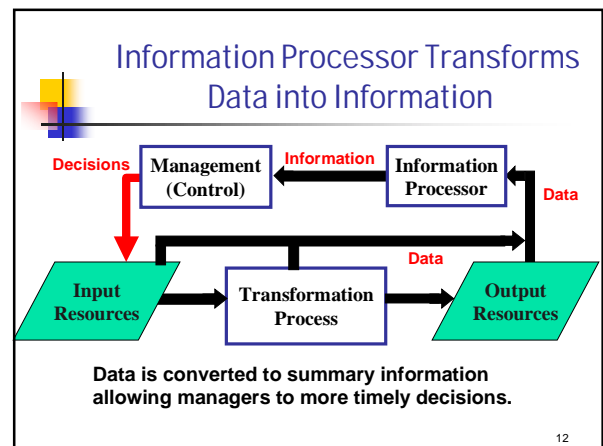 Information Processor Transforms
Data into Information
Decisions
Management
(Control)
Information
Information
Processor
Data
Data
Input
Resources
Transformation
Process
Output
Resources
Data is converted to summary information
allowing managers to more timely decisions.
12